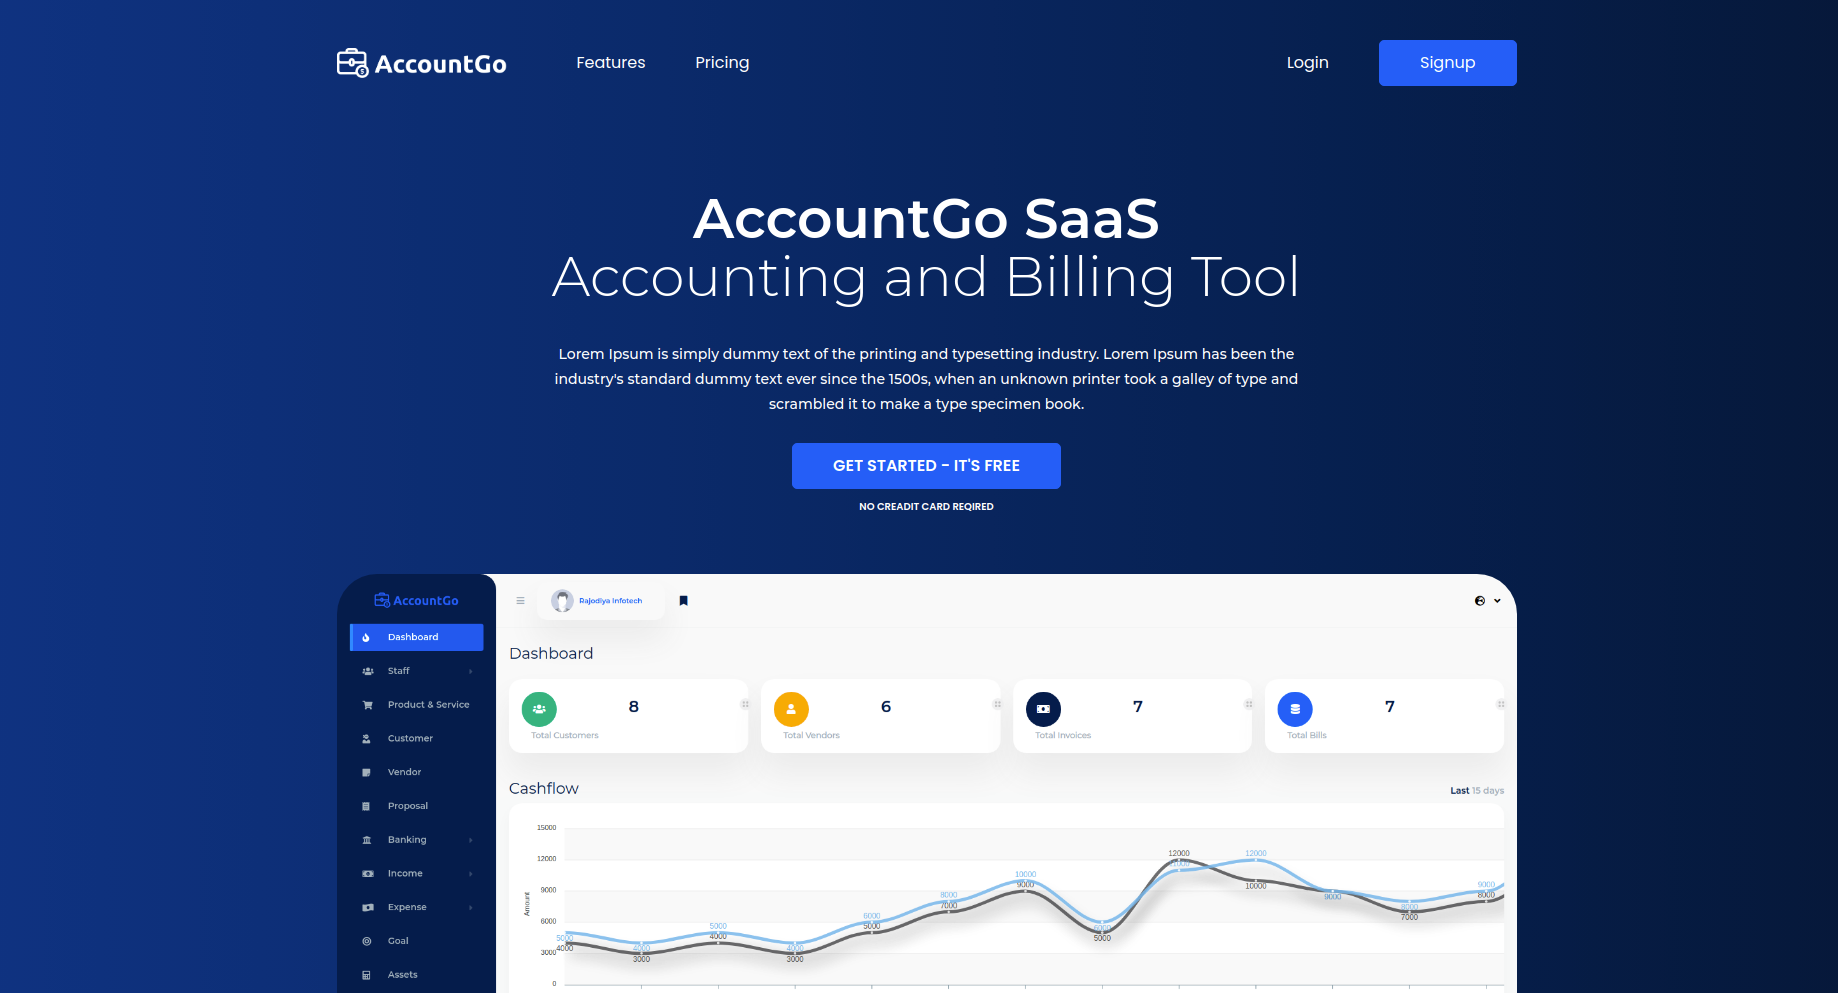 AccountGo
Features
Pricing
Login
Signup
AccountGo SaaS
Accounting and Billing Tool
Lorem Ipsum is simply dummy text of the printing and typesetting industry. Lorem Ipsum has been the
industry's standard dummy text ever since the 1500s, when an unknown printer took a galley of type and
scrambled it to make a type specimen book.
GET STARTED - IT'S FREE
NO CREADIT CARD REQIRED
AccountGo
Rajodiya Infotech
Dashboard
Staff
Product & Service
Customer
Vendor
Proposal
Banking
Income
Expense
Goal
Assets
Dashboard
8
Total Customers
6
Total Vendors
7
Total Invoices
7
Total Bills
Cashflow
Last 15 days
Amount
15000
12000
9000
6000
3000
0
5000
4000
4000
3000
5000
4000
4000
3000
6000
5000
8000
7000
10000
9000
6000
5000
12000
11000
12000
10000
9000
8000
7000
9000
8000